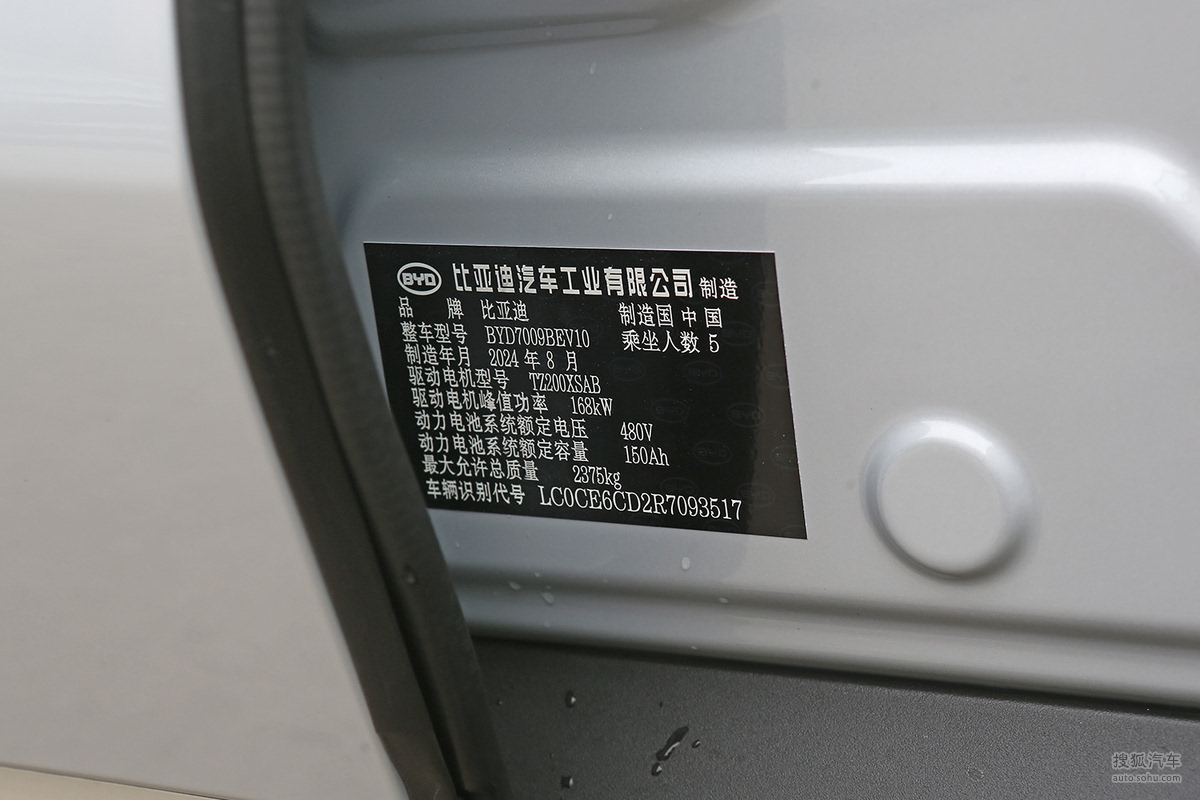 BYD 比亚迪汽车工业有限公司 制造
品 牌 比亚迪 制造国 中国
整车型号 BYD7009BEV10 乘坐人数 5
制造年月 2024 年 8 月
驱动电机型号 TZ200XSAB
驱动电机峰值功率 168kW
动力电池系统额定电压 480V
动力电池系统额定容量 150Ah
最大允许总质量 2375kg
车辆识别代号 LC0CE6CD2R7093517
搜狐汽车
auto.sohu.com